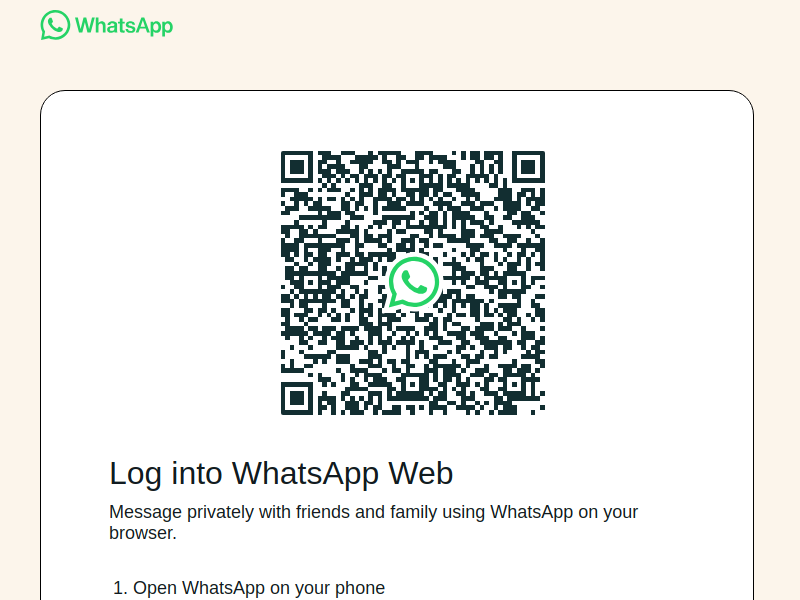 WhatsApp
Log into WhatsApp Web
Message privately with friends and family using WhatsApp on your
browser.
1. Open WhatsApp on your phone